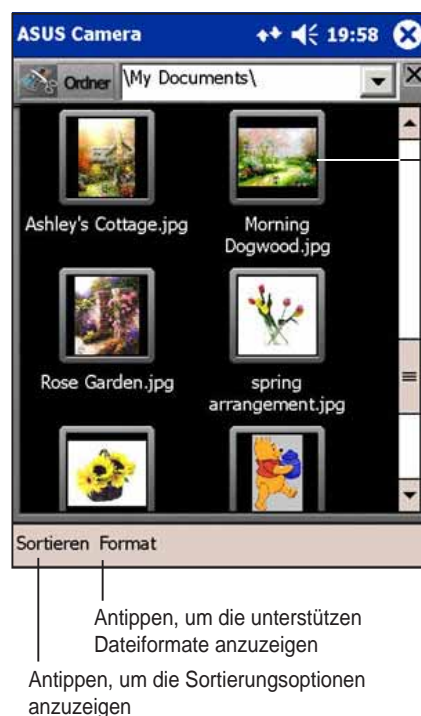 ASUS Camera 19:58
Ordner \My Documents\
Ashley's Cottage.jpg
Morning
Dogwood.jpg
Rose Garden.jpg
spring
arrangement.jpg
Sortieren Format
Antippen, um die unterstützen
Dateiformate anzuzeigen
Antippen, um die Sortierungsoptionen
anzuzeigen